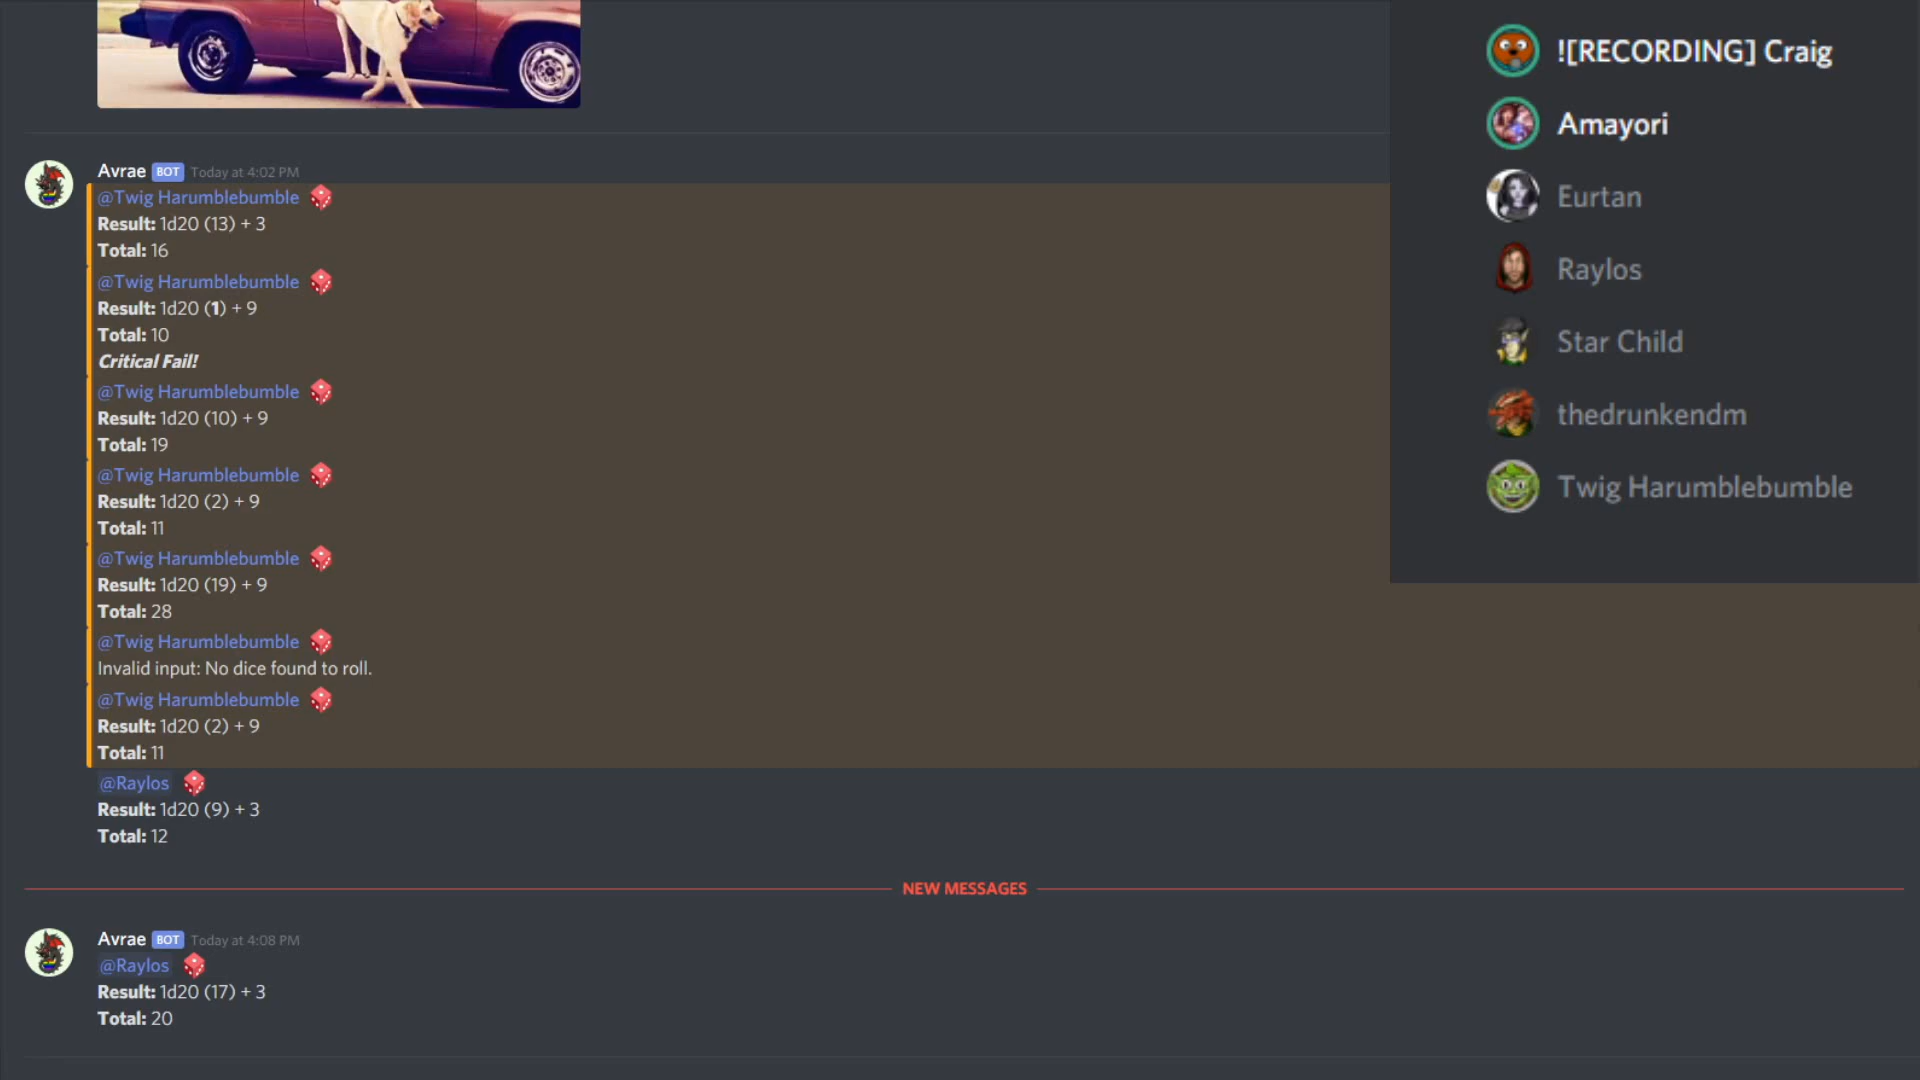 ![RECORDING] Craig
Amayori
Eurtan
Raylos
Star Child
thedrunkendm
Twig Harumblebumble
Avrae BOT Today at 4:02 PM
@Twig Harumblebumble
Result: 1d20 (13) + 3
Total: 16
@Twig Harumblebumble
Result: 1d20 (1) + 9
Total: 10
Critical Fail!
@Twig Harumblebumble
Result: 1d20 (10) + 9
Total: 19
@Twig Harumblebumble
Result: 1d20 (2) + 9
Total: 11
@Twig Harumblebumble
Result: 1d20 (19) + 9
Total: 28
@Twig Harumblebumble
Invalid input: No dice found to roll.
@Twig Harumblebumble
Result: 1d20 (2) + 9
Total: 11
@Raylos
Result: 1d20 (9) + 3
Total: 12
NEW MESSAGES
Avrae BOT Today at 4:08 PM
@Raylos
Result: 1d20 (17) + 3
Total: 20